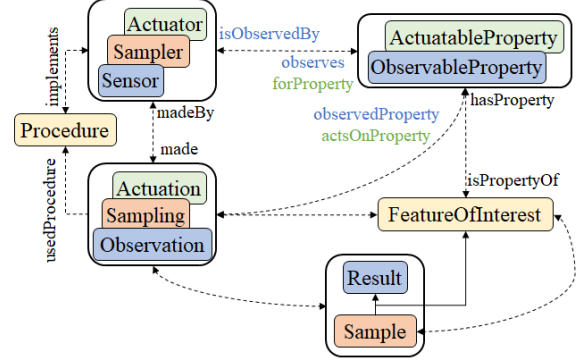 Actuator
Sampler
Sensor
isObservedBy
observes
forProperty
ActuatableProperty
ObservableProperty
implements
Procedure
usedProcedure
madeBy
made
observedProperty
actsOnProperty
hasProperty
isPropertyOf
Actuation
Sampling
Observation
FeatureOfInterest
Result
Sample